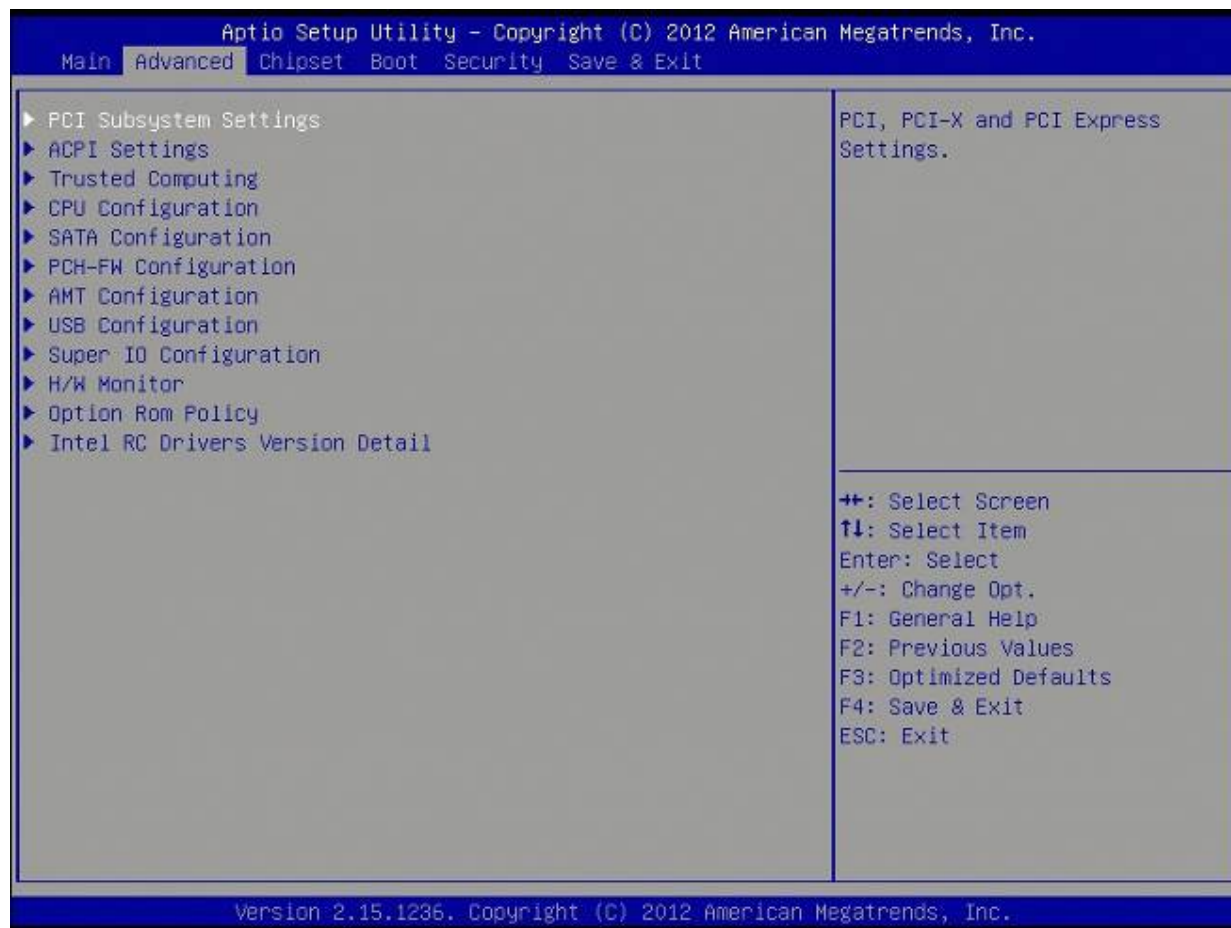 Aptio Setup Utility – Copyright (C) 2012 American Megatrends, Inc.
Main Advanced Chipset Boot Security Save & Exit
▶ PCI Subsystem Settings
▶ ACPI Settings
▶ Trusted Computing
▶ CPU Configuration
▶ SATA Configuration
▶ PCH-FW Configuration
▶ AMT Configuration
▶ USB Configuration
▶ Super IO Configuration
▶ H/W Monitor
▶ Option Rom Policy
▶ Intel RC Drivers Version Detail
PCI, PCI-X and PCI Express
Settings.
→←: Select Screen
↑↓: Select Item
Enter: Select
+/-: Change Opt.
F1: General Help
F2: Previous Values
F3: Optimized Defaults
F4: Save & Exit
ESC: Exit
Version 2.15.1236. Copyright (C) 2012 American Megatrends, Inc.